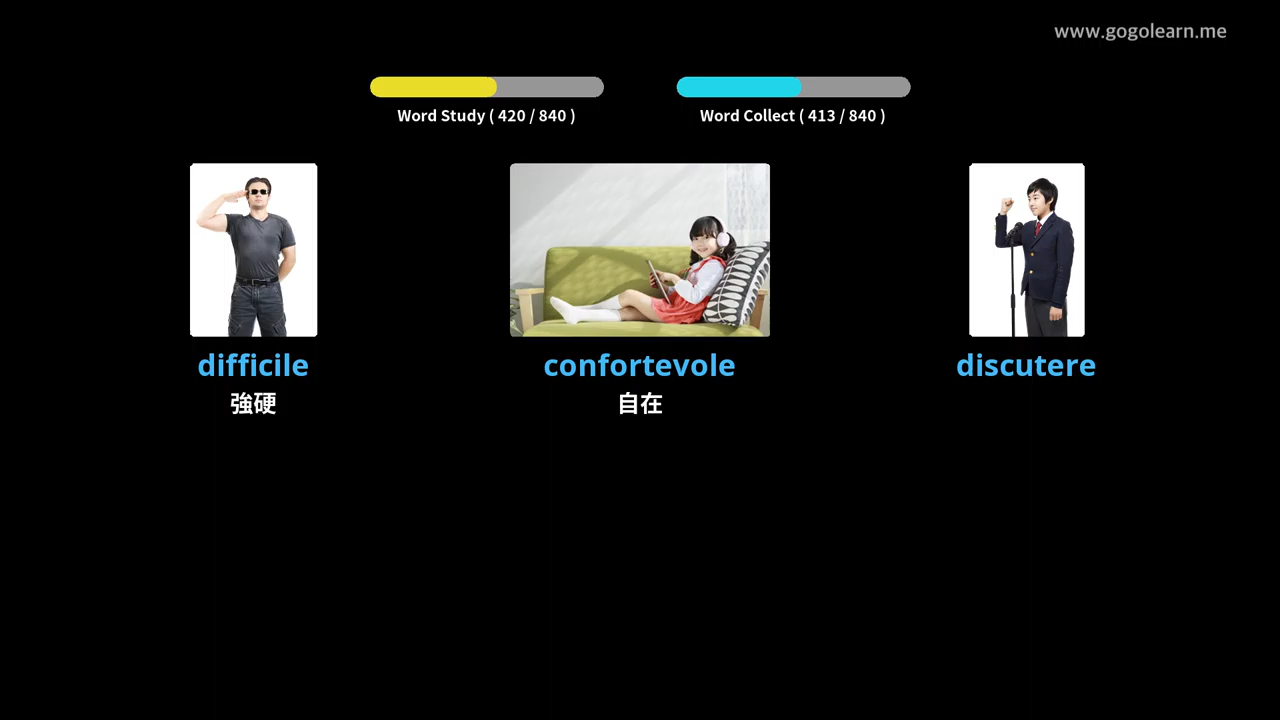 www.gogolearn.me
Word Study ( 420 / 840 )
Word Collect ( 413 / 840 )
difficile
強硬
confortevole
自在
discutere